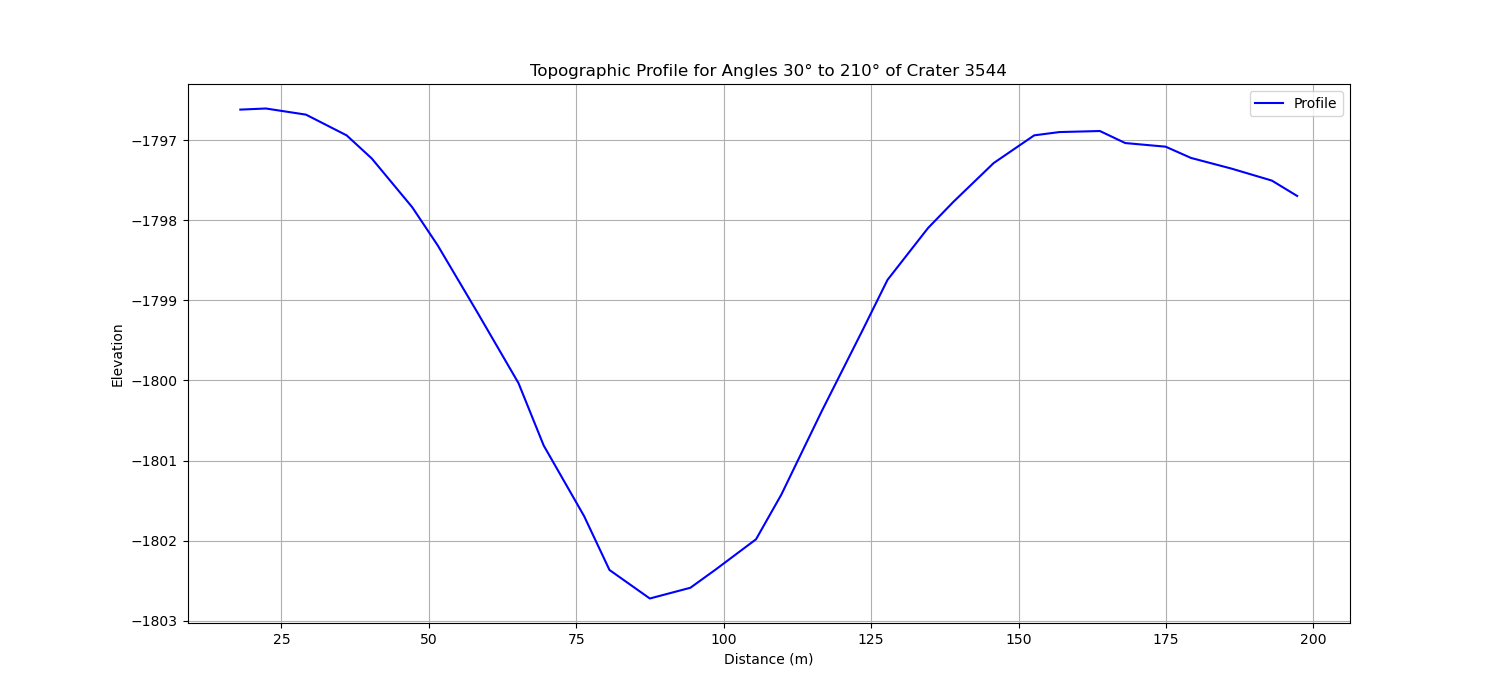 Topographic Profile for Angles 30° to 210° of Crater 3544
Profile
−1797
−1798
−1799
−1800
−1801
−1802
−1803
Elevation
25 50 75 100 125 150 175 200
Distance (m)